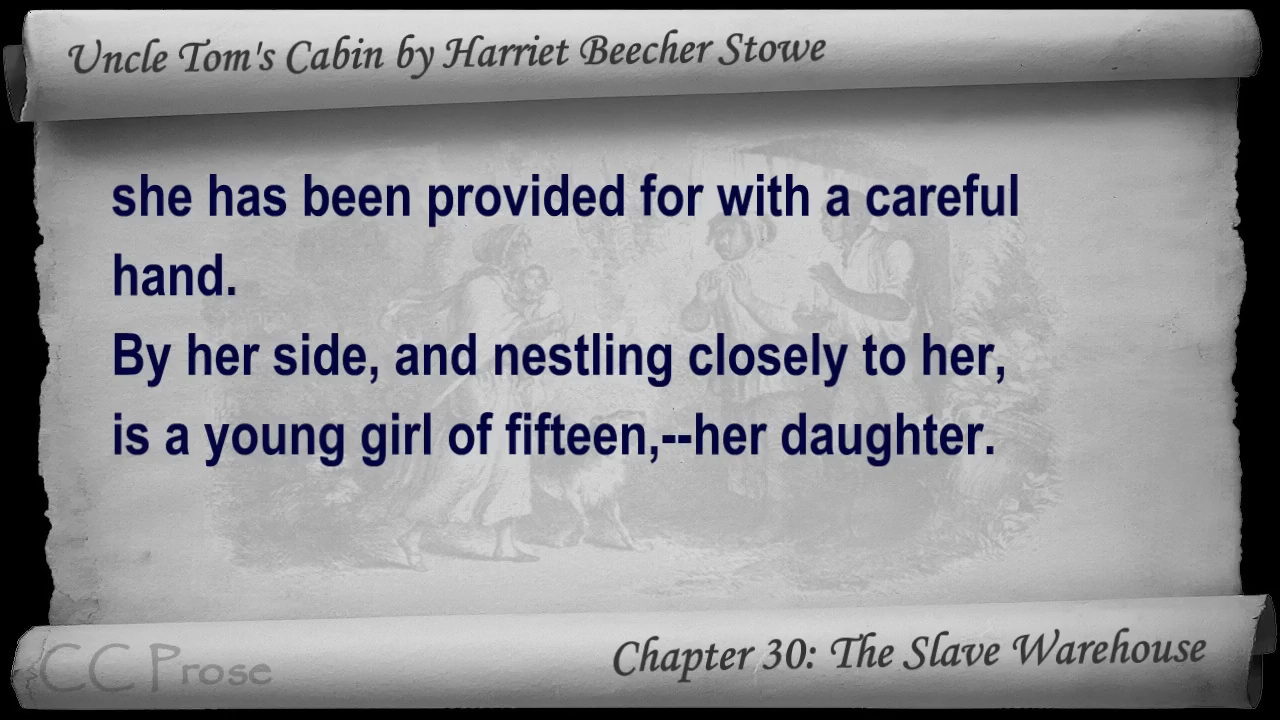 Uncle Tom's Cabin by Harriet Beecher Stowe
she has been provided for with a careful
hand.
By her side, and nestling closely to her,
is a young girl of fifteen,--her daughter.
CC Prose
Chapter 30: The Slave Warehouse